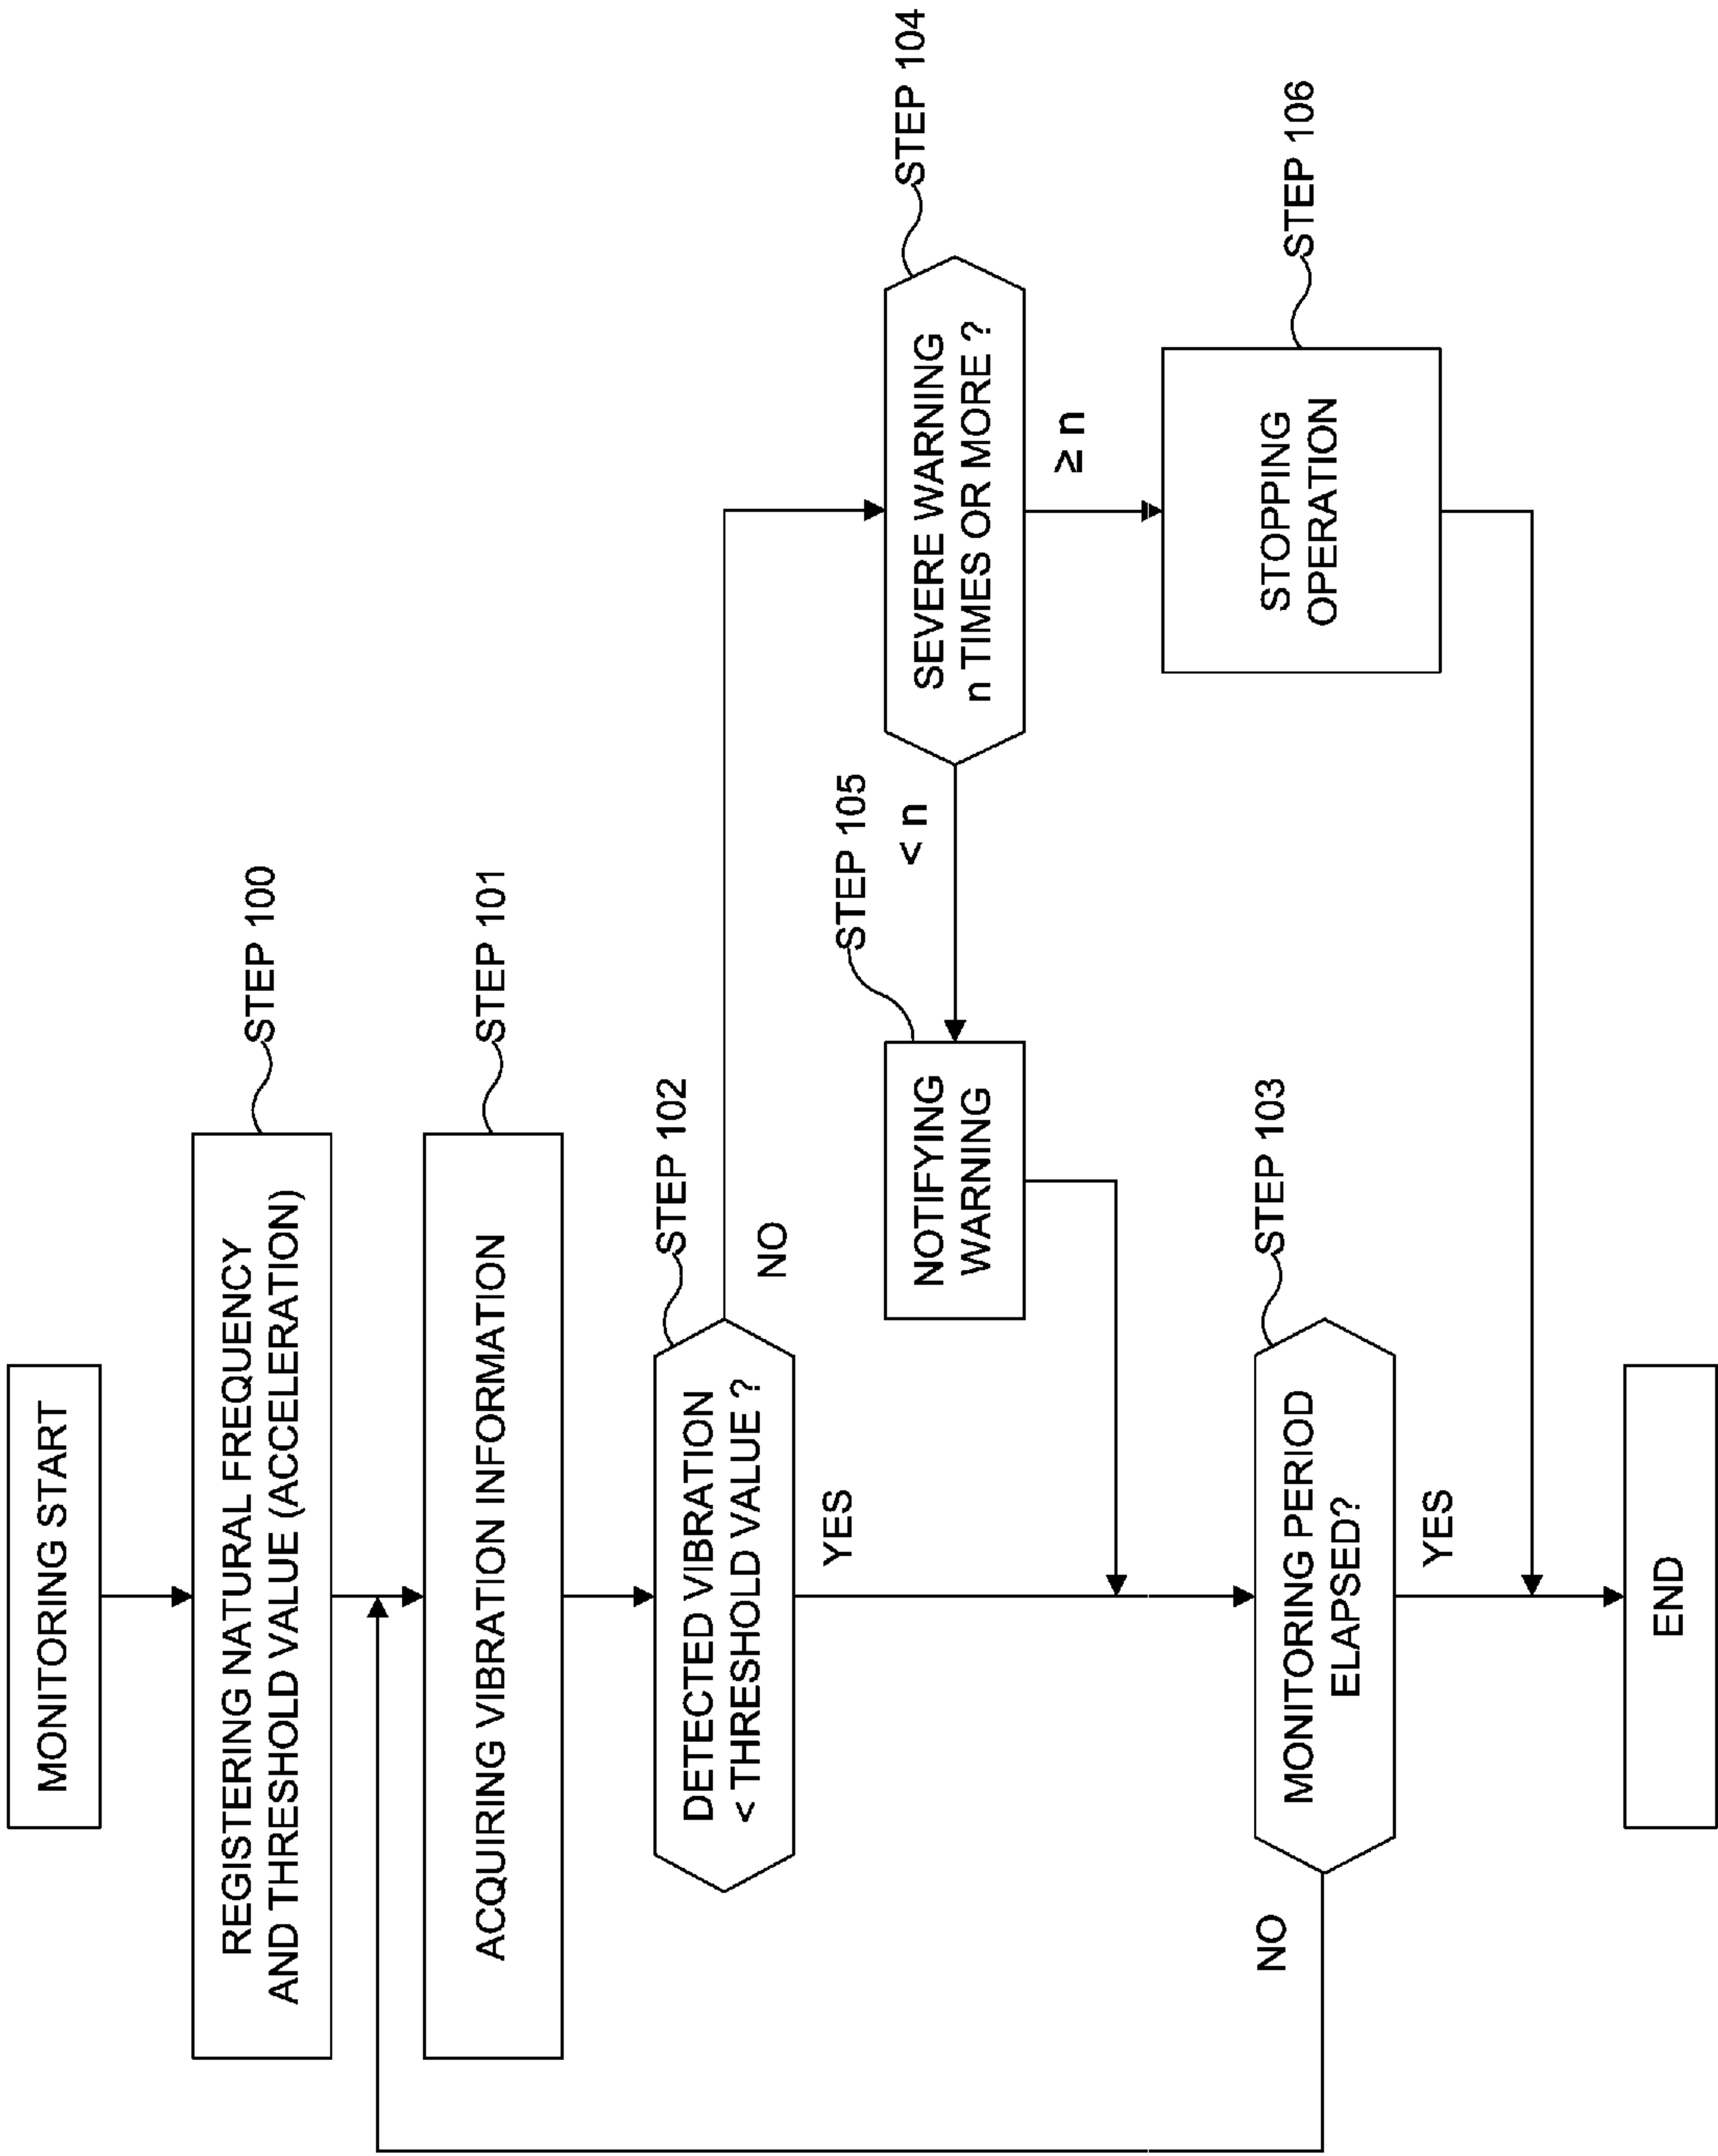 MONITORING START
REGISTERING NATURAL FREQUENCY
AND THRESHOLD VALUE (ACCELERATION)
STEP 100
ACQUIRING VIBRATION INFORMATION
STEP 101
DETECTED VIBRATION
< THRESHOLD VALUE ?
STEP 102
NO
YES
SEVERE WARNING
n TIMES OR MORE ?
STEP 104
< n
≥ n
STEP 105
NOTIFYING
WARNING
STOPPING
OPERATION
STEP 106
MONITORING PERIOD
ELAPSED?
STEP 103
NO
YES
END